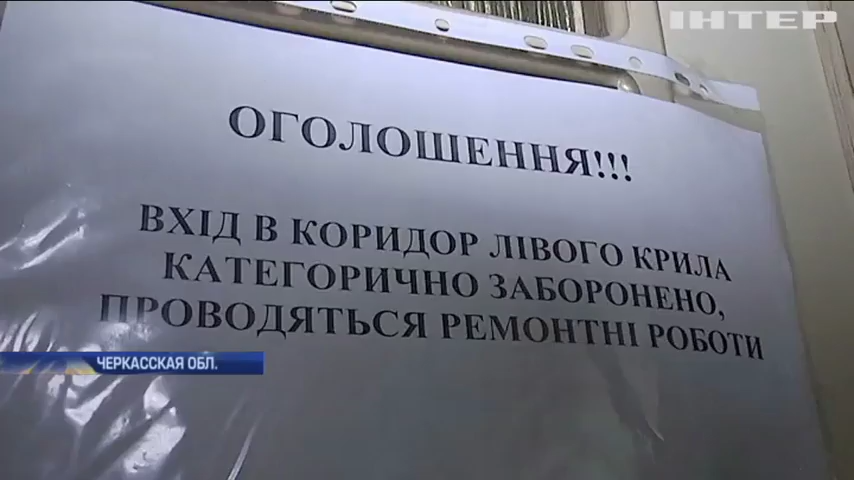 ІНТЕР
ОГОЛОШЕННЯ!!!
ВХІД В КОРИДОР ЛІВОГО КРИЛА
КАТЕГОРИЧНО ЗАБОРОНЕНО,
ПРОВОДЯТЬСЯ РЕМОНТНІ РОБОТИ
ЧЕРКАССКАЯ ОБЛ.